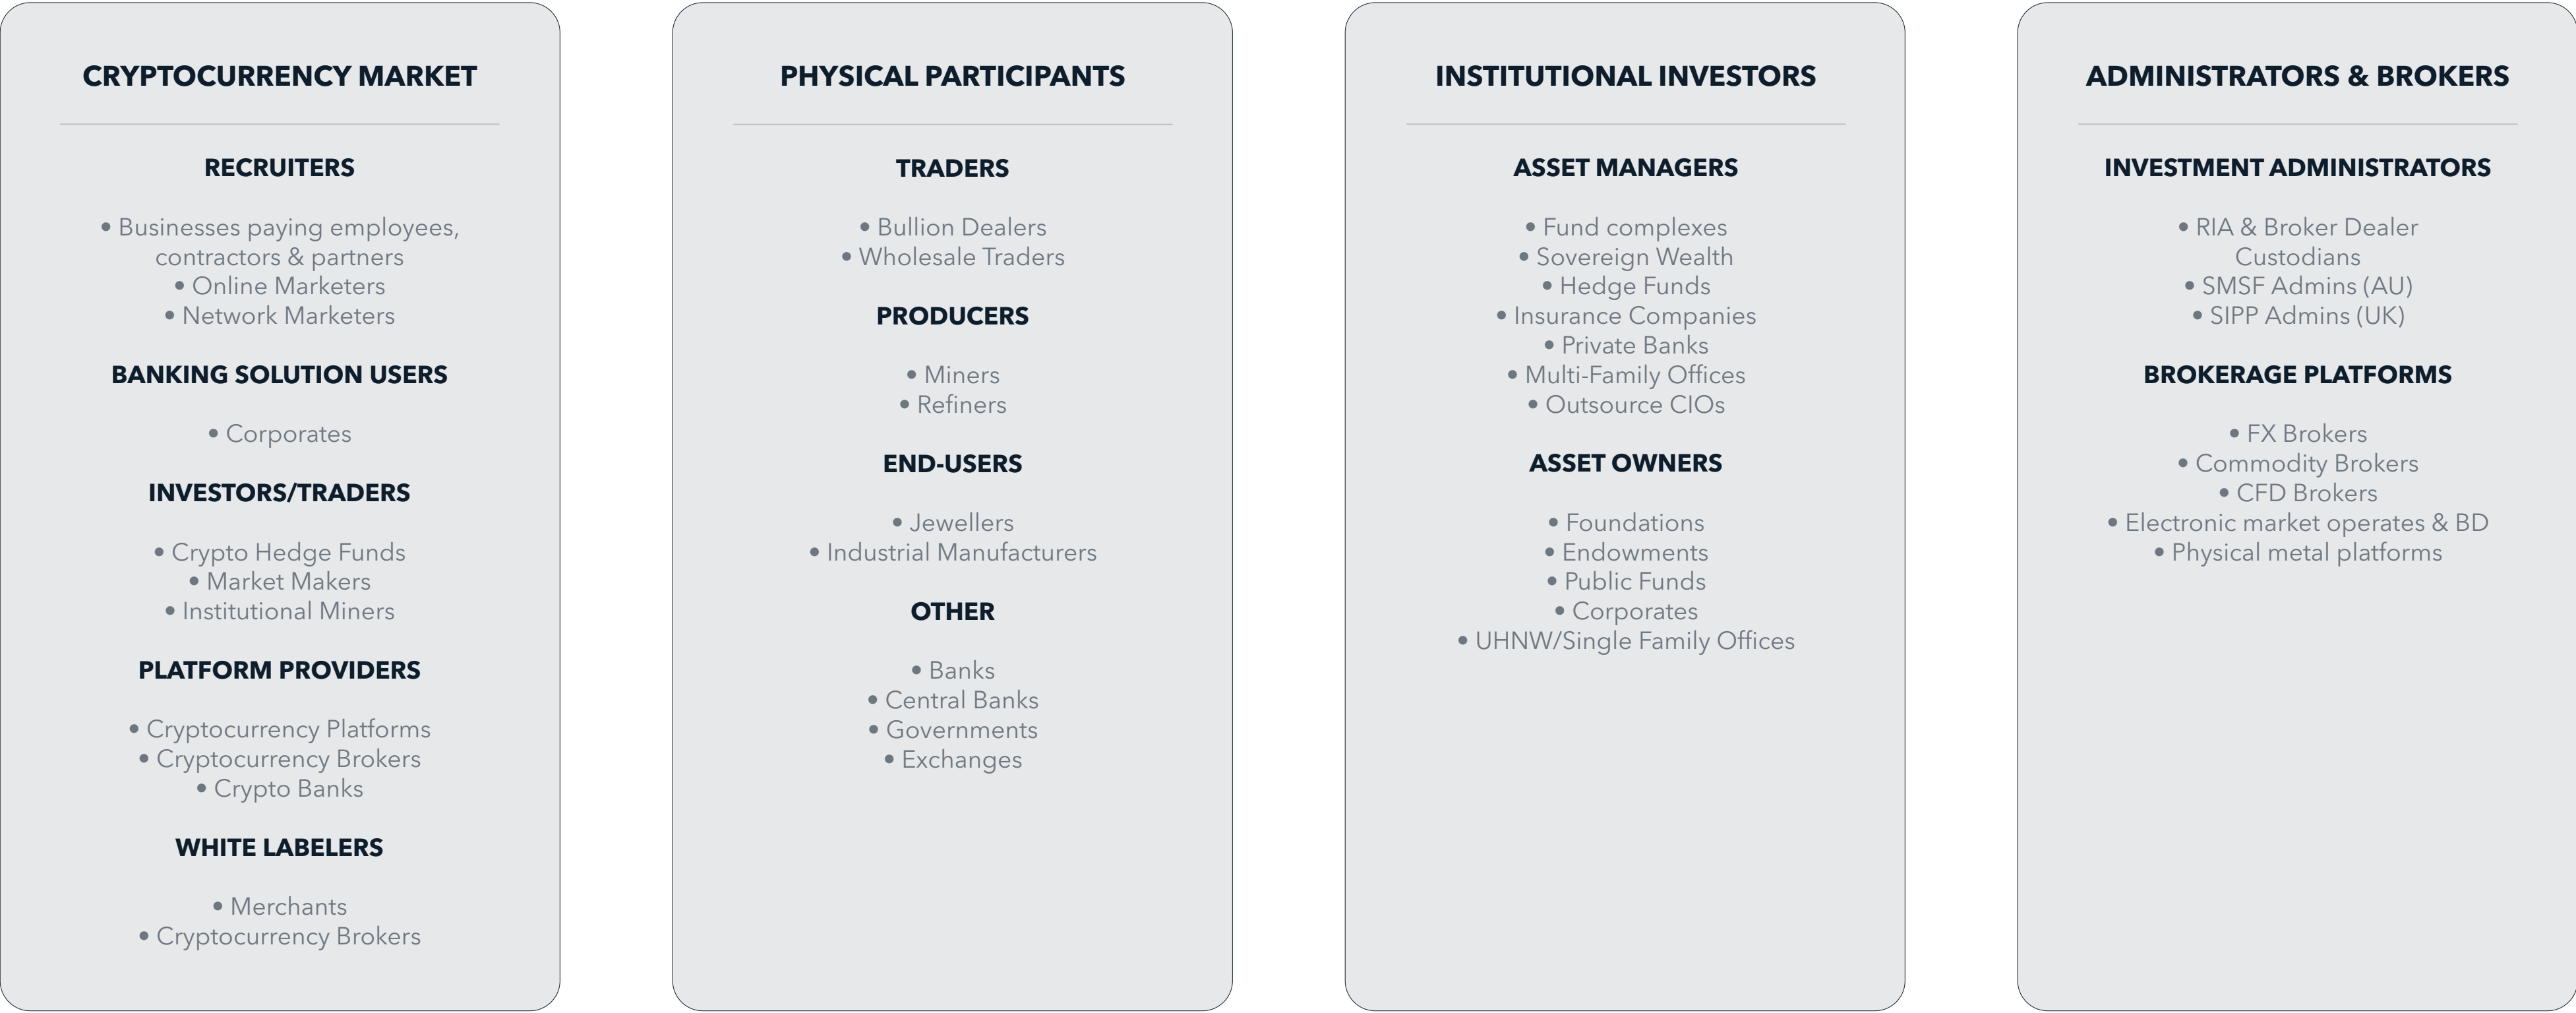 CRYPTOCURRENCY MARKET
RECRUITERS
• Businesses paying employees,
contractors & partners
• Online Marketers
• Network Marketers
BANKING SOLUTION USERS
• Corporates
INVESTORS/TRADERS
• Crypto Hedge Funds
• Market Makers
• Institutional Miners
PLATFORM PROVIDERS
• Cryptocurrency Platforms
• Cryptocurrency Brokers
• Crypto Banks
WHITE LABELERS
• Merchants
• Cryptocurrency Brokers
PHYSICAL PARTICIPANTS
TRADERS
• Bullion Dealers
• Wholesale Traders
PRODUCERS
• Miners
• Refiners
END-USERS
• Jewellers
• Industrial Manufacturers
OTHER
• Banks
• Central Banks
• Governments
• Exchanges
INSTITUTIONAL INVESTORS
ASSET MANAGERS
• Fund complexes
• Sovereign Wealth
• Hedge Funds
• Insurance Companies
• Private Banks
• Multi-Family Offices
• Outsource CIOs
ASSET OWNERS
• Foundations
• Endowments
• Public Funds
• Corporates
• UHNW/Single Family Offices
ADMINISTRATORS & BROKERS
INVESTMENT ADMINISTRATORS
• RIA & Broker Dealer
Custodians
• SMSF Admins (AU)
• SIPP Admins (UK)
BROKERAGE PLATFORMS
• FX Brokers
• Commodity Brokers
• CFD Brokers
• Electronic market operates & BD
• Physical metal platforms